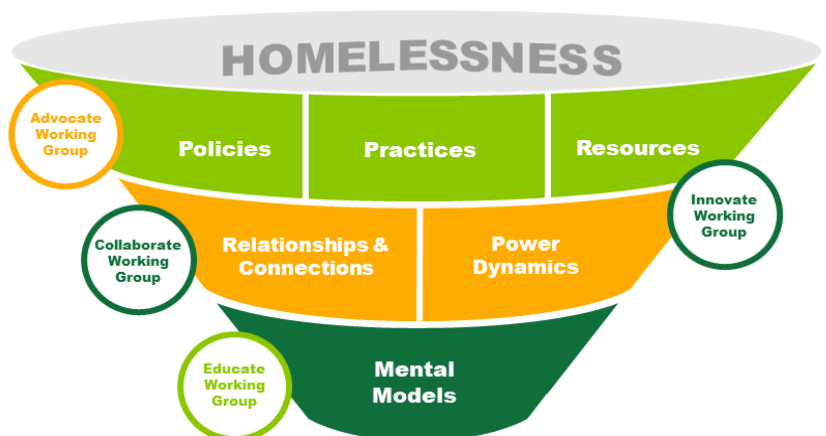 HOMELESSNESS
Advocate
Working
Group
Policies
Practices
Resources
Innovate
Working
Group
Collaborate
Working
Group
Relationships &
Connections
Power
Dynamics
Educate
Working
Group
Mental
Models